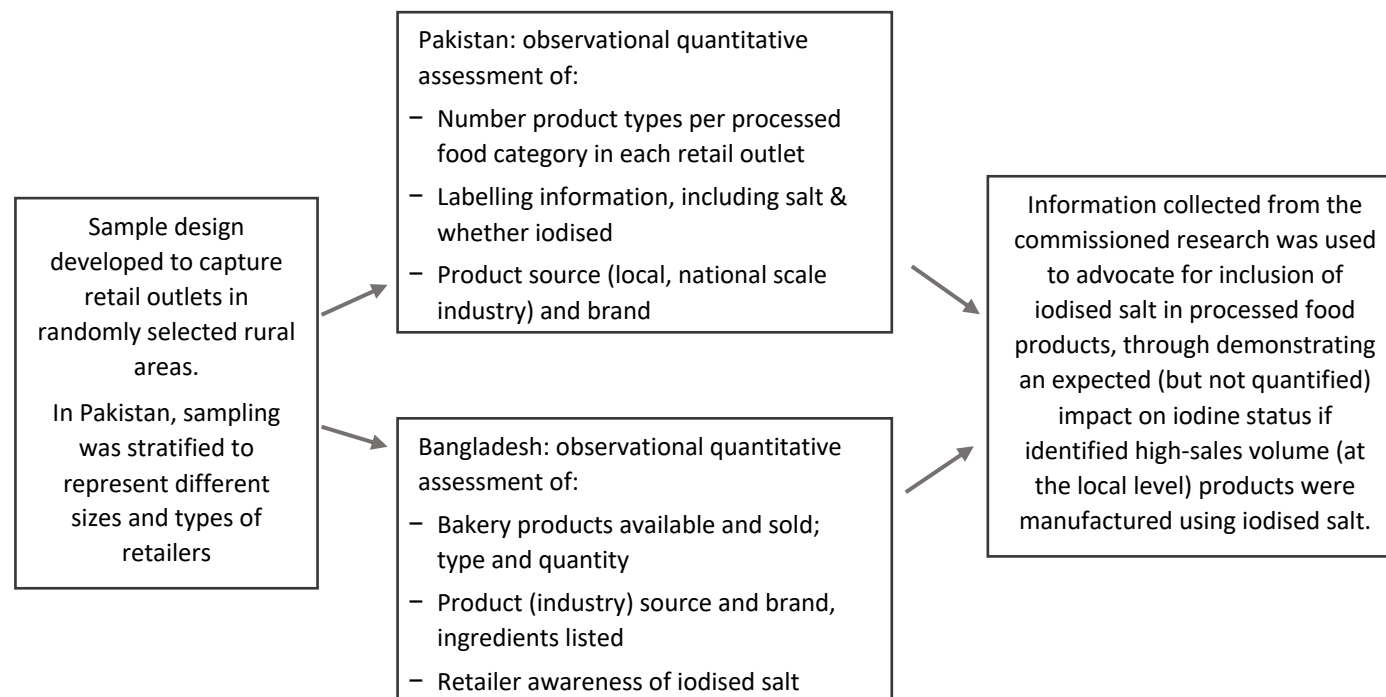 Sample design
developed to capture
retail outlets in
randomly selected rural
areas.
In Pakistan, sampling
was stratified to
represent different
sizes and types of
retailers
Pakistan: observational quantitative
assessment of:
− Number product types per processed
food category in each retail outlet
− Labelling information, including salt &
whether iodised
− Product source (local, national scale
industry) and brand
Bangladesh: observational quantitative
assessment of:
− Bakery products available and sold;
type and quantity
− Product (industry) source and brand,
ingredients listed
− Retailer awareness of iodised salt
Information collected from the
commissioned research was used
to advocate for inclusion of
iodised salt in processed food
products, through demonstrating
an expected (but not quantified)
impact on iodine status if
identified high-sales volume (at
the local level) products were
manufactured using iodised salt.